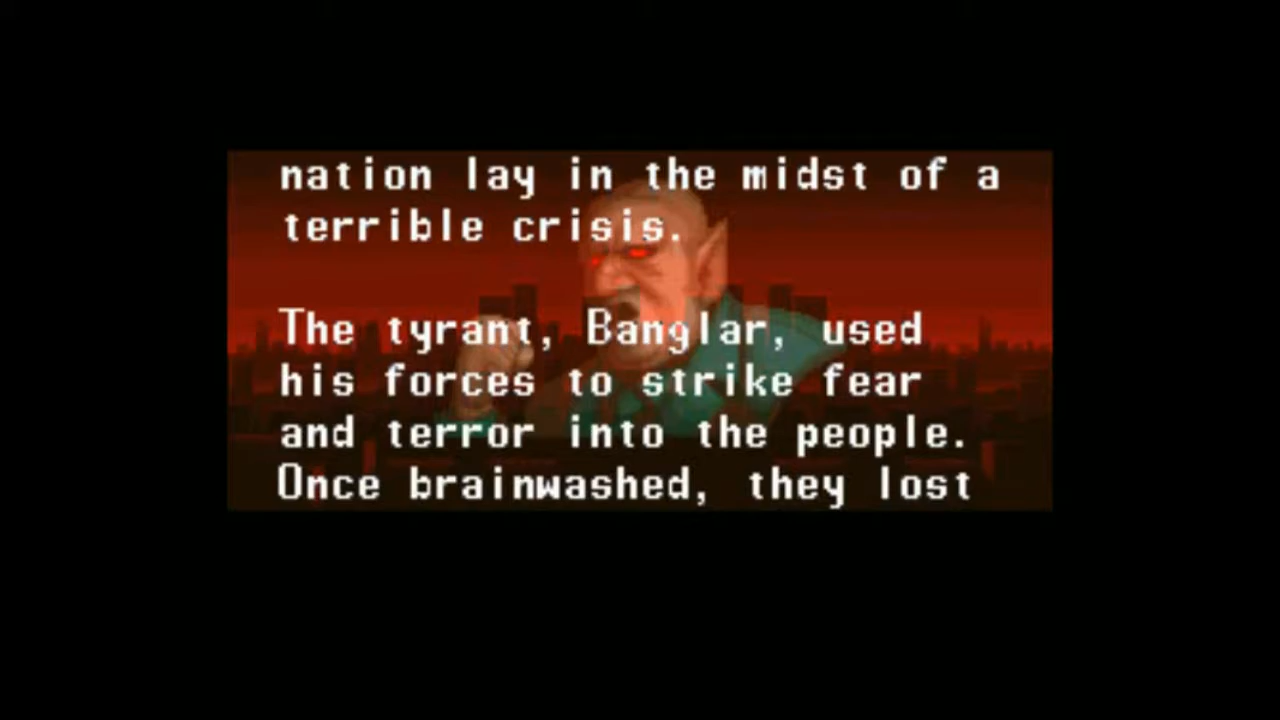 nation lay in the midst of a
terrible crisis.
The tyrant, Banglar, used
his forces to strike fear
and terror into the people.
Once brainwashed, they lost